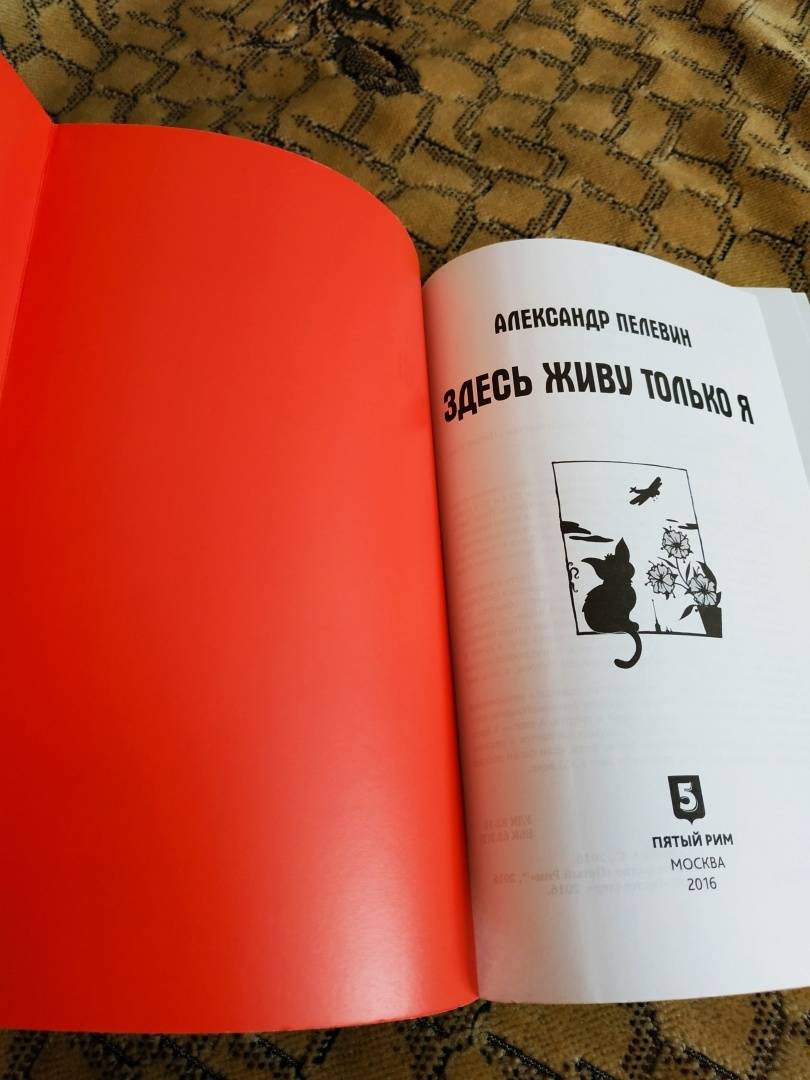 АЛЕКСАНДР ПЕЛЕВИН
ЗДЕСЬ ЖИВУ ТОЛЬКО Я
5
ПЯТЫЙ РИМ
МОСКВА
2016